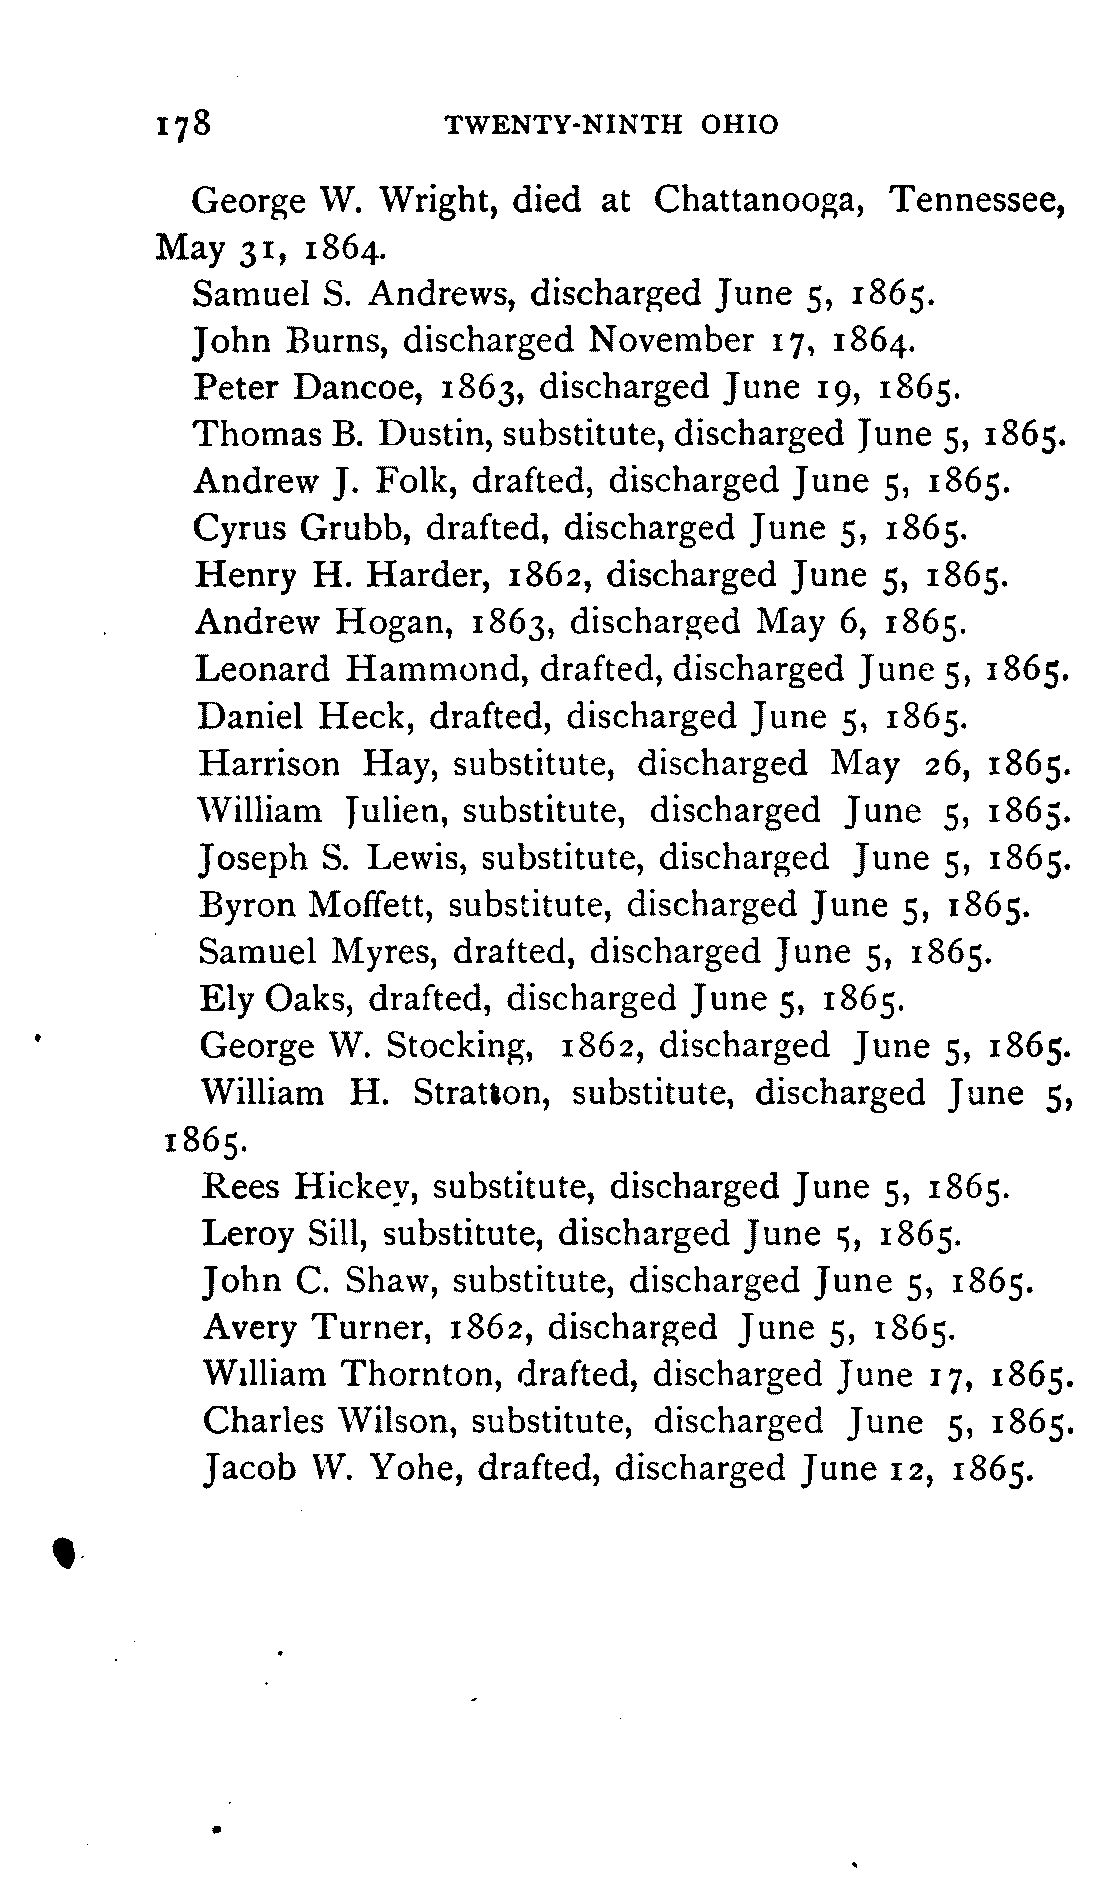 178 TWENTY-NINTH OHIO
George W. Wright, died at Chattanooga, Tennessee,
May 31, 1864.
Samuel S. Andrews, discharged June 5, 1865.
John Burns, discharged November 17, 1864.
Peter Dancoe, 1863, discharged June 19, 1865.
Thomas B. Dustin, substitute, discharged June 5, 1865.
Andrew J. Folk, drafted, discharged June 5, 1865.
Cyrus Grubb, drafted, discharged June 5, 1865.
Henry H. Harder, 1862, discharged June 5, 1865.
Andrew Hogan, 1863, discharged May 6, 1865.
Leonard Hammond, drafted, discharged June 5, 1865.
Daniel Heck, drafted, discharged June 5, 1865.
Harrison Hay, substitute, discharged May 26, 1865.
William Julien, substitute, discharged June 5, 1865.
Joseph S. Lewis, substitute, discharged June 5, 1865.
Byron Moffett, substitute, discharged June 5, 1865.
Samuel Myres, drafted, discharged June 5, 1865.
Ely Oaks, drafted, discharged June 5, 1865.
George W. Stocking, 1862, discharged June 5, 1865.
William H. Stratton, substitute, discharged June 5,
1865.
Rees Hickey, substitute, discharged June 5, 1865.
Leroy Sill, substitute, discharged June 5, 1865.
John C. Shaw, substitute, discharged June 5, 1865.
Avery Turner, 1862, discharged June 5, 1865.
William Thornton, drafted, discharged June 17, 1865.
Charles Wilson, substitute, discharged June 5, 1865.
Jacob W. Yohe, drafted, discharged June 12, 1865.